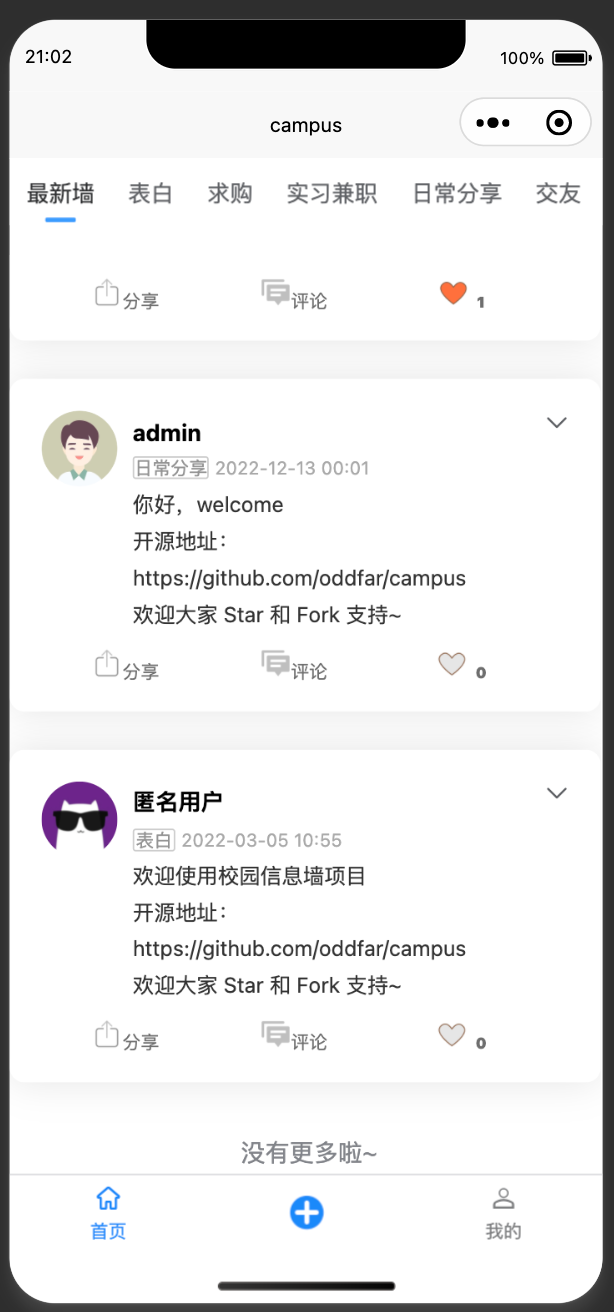 21:02 100%
campus
最新墙 表白 求购 实习兼职 日常分享 交友
分享 评论 1
admin
日常分享 2022-12-13 00:01
你好，welcome
开源地址：
https://github.com/oddfar/campus
欢迎大家 Star 和 Fork 支持~
分享 评论 0
匿名用户
表白 2022-03-05 10:55
欢迎使用校园信息墙项目
开源地址：
https://github.com/oddfar/campus
欢迎大家 Star 和 Fork 支持~
分享 评论 0
没有更多啦~
首页 我的